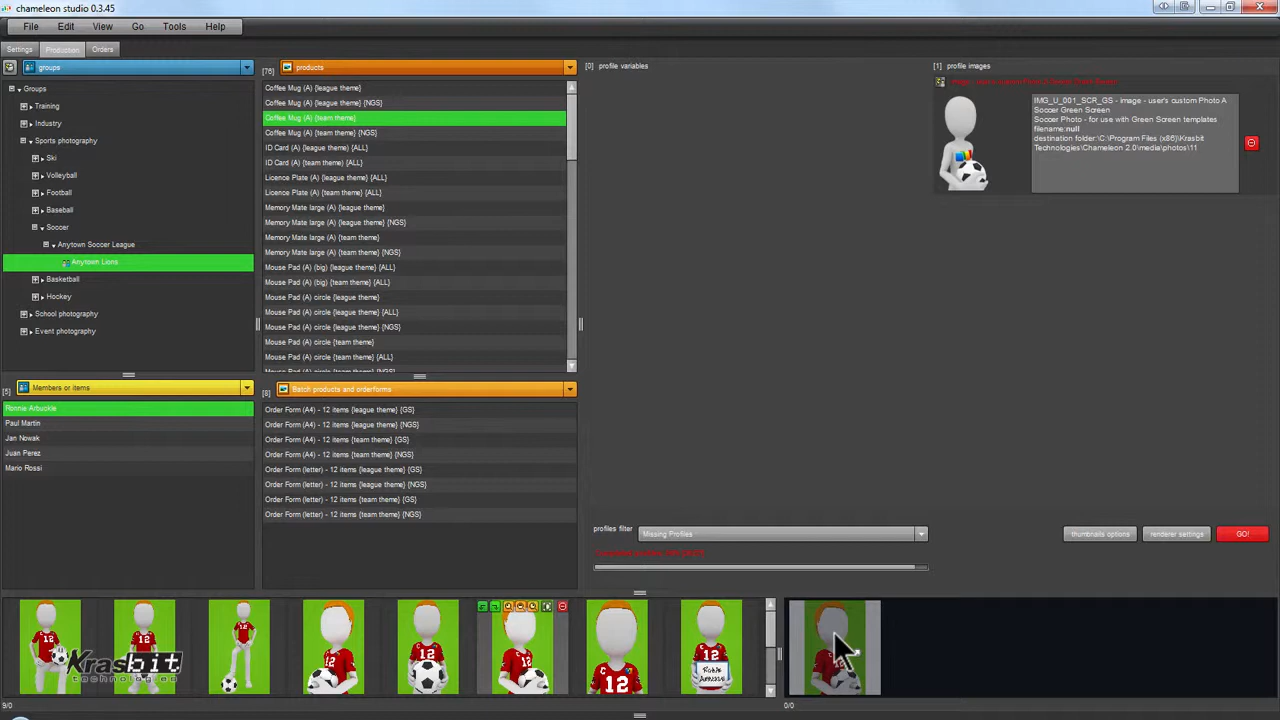 chameleon studio 0.3.45
File Edit View Go Tools Help
Settings Production Orders
groups
Groups
Training
Industry
Sports photography
Ski
Volleyball
Football
Baseball
Soccer
Anytown Soccer League
Anytown Lions
Basketball
Hockey
School photography
Event photography
[5] Members or items
Ronnie Arbuckle
Paul Martin
Jan Nowak
Juan Perez
Mario Rossi
[76] products
Coffee Mug (A) {league theme}
Coffee Mug (A) {league theme} {NGS}
Coffee Mug (A) {team theme}
Coffee Mug (A) {team theme} {NGS}
ID Card (A) {league theme} {ALL}
ID Card (A) {team theme} {ALL}
Licence Plate (A) {league theme} {ALL}
Licence Plate (A) {team theme} {ALL}
Memory Mate large (A) {league theme}
Memory Mate large (A) {league theme} {NGS}
Memory Mate large (A) {team theme}
Memory Mate large (A) {team theme} {NGS}
Mouse Pad (A) (big) {league theme} {ALL}
Mouse Pad (A) (big) {team theme} {ALL}
Mouse Pad (A) circle {league theme}
Mouse Pad (A) circle {league theme} {ALL}
Mouse Pad (A) circle {league theme} {NGS}
Mouse Pad (A) circle {team theme}
Mouse Pad (A) circle {team theme} {ALL}
[8] Batch products and orderforms
Order Form (A4) - 12 items {league theme} {GS}
Order Form (A4) - 12 items {league theme} {NGS}
Order Form (A4) - 12 items {team theme} {GS}
Order Form (A4) - 12 items {team theme} {NGS}
Order Form (letter) - 12 items {league theme} {GS}
Order Form (letter) - 12 items {league theme} {NGS}
Order Form (letter) - 12 items {team theme} {GS}
Order Form (letter) - 12 items {team theme} {NGS}
[0] profile variables
[1] profile images
IMG_U_001_SCR_GS - image - user's custom Photo A
Soccer Green Screen
Soccer Photo - for use with Green Screen templates
filename:null
destination folder:\C:\Program Files (x86)\Krasbit
Technologies\Chameleon 2.0\media\photos\11
profiles filter Missing Profiles
thumbnails options renderer settings GO!
12
12
12
12
12
12
Krasbit
technologies
9/0
0/0